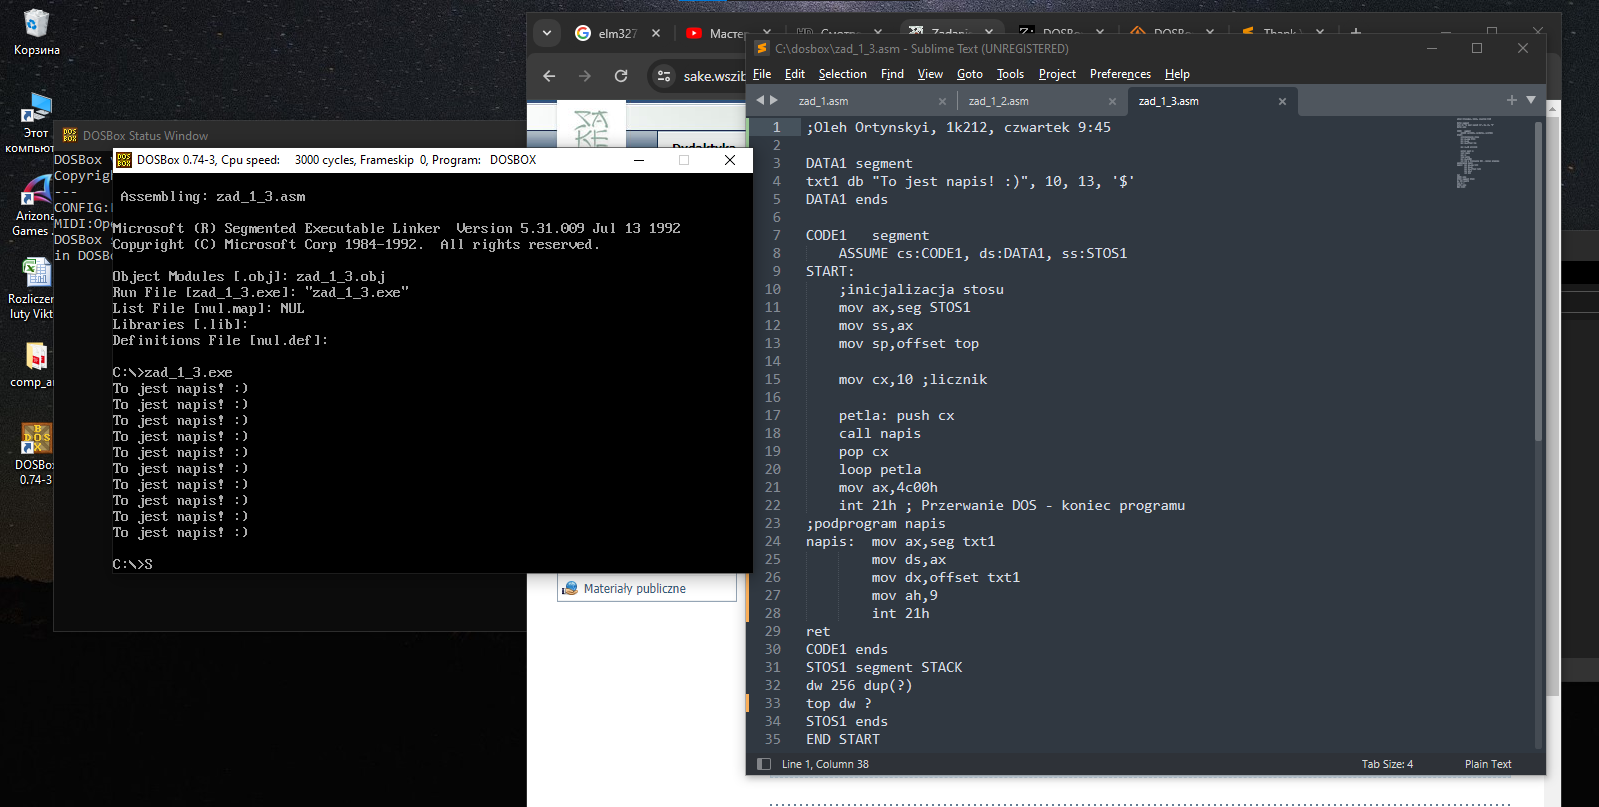 Корзина
Этот
компьют
Arizona
Games
Rozliczer
luty Vikt
comp_ar
DOSBox
0.74-3
DOSBox Status Window
DOSBox v
Copyrigh
---
CONFIG:L
MIDI:Ope
DOSBox s
in DOSBo
DOSBox 0.74-3, Cpu speed: 3000 cycles, Frameskip 0, Program: DOSBOX
Assembling: zad_1_3.asm
Microsoft (R) Segmented Executable Linker Version 5.31.009 Jul 13 1992
Copyright (C) Microsoft Corp 1984-1992. All rights reserved.
Object Modules [.obj]: zad_1_3.obj
Run File [zad_1_3.exe]: "zad_1_3.exe"
List File [nul.map]: NUL
Libraries [.lib]:
Definitions File [nul.def]:
C:\>zad_1_3.exe
To jest napis! :)
To jest napis! :)
To jest napis! :)
To jest napis! :)
To jest napis! :)
To jest napis! :)
To jest napis! :)
To jest napis! :)
To jest napis! :)
To jest napis! :)
C:\>S
elm327
Мастер
sake.wszib
Materiały publiczne
C:\dosbox\zad_1_3.asm - Sublime Text (UNREGISTERED)
File Edit Selection Find View Goto Tools Project Preferences Help
zad_1.asm zad_1_2.asm zad_1_3.asm
1 ;Oleh Ortynskyi, 1k212, czwartek 9:45
2
3 DATA1 segment
4 txt1 db "To jest napis! :)", 10, 13, '$'
5 DATA1 ends
6
7 CODE1 segment
8 ASSUME cs:CODE1, ds:DATA1, ss:STOS1
9 START:
10 ;inicjalizacja stosu
11 mov ax,seg STOS1
12 mov ss,ax
13 mov sp,offset top
14
15 mov cx,10 ;licznik
16
17 petla: push cx
18 call napis
19 pop cx
20 loop petla
21 mov ax,4c00h
22 int 21h ; Przerwanie DOS - koniec programu
23 ;podprogram napis
24 napis: mov ax,seg txt1
25 mov ds,ax
26 mov dx,offset txt1
27 mov ah,9
28 int 21h
29 ret
30 CODE1 ends
31 STOS1 segment STACK
32 dw 256 dup(?)
33 top dw ?
34 STOS1 ends
35 END START
Line 1, Column 38
Tab Size: 4
Plain Text